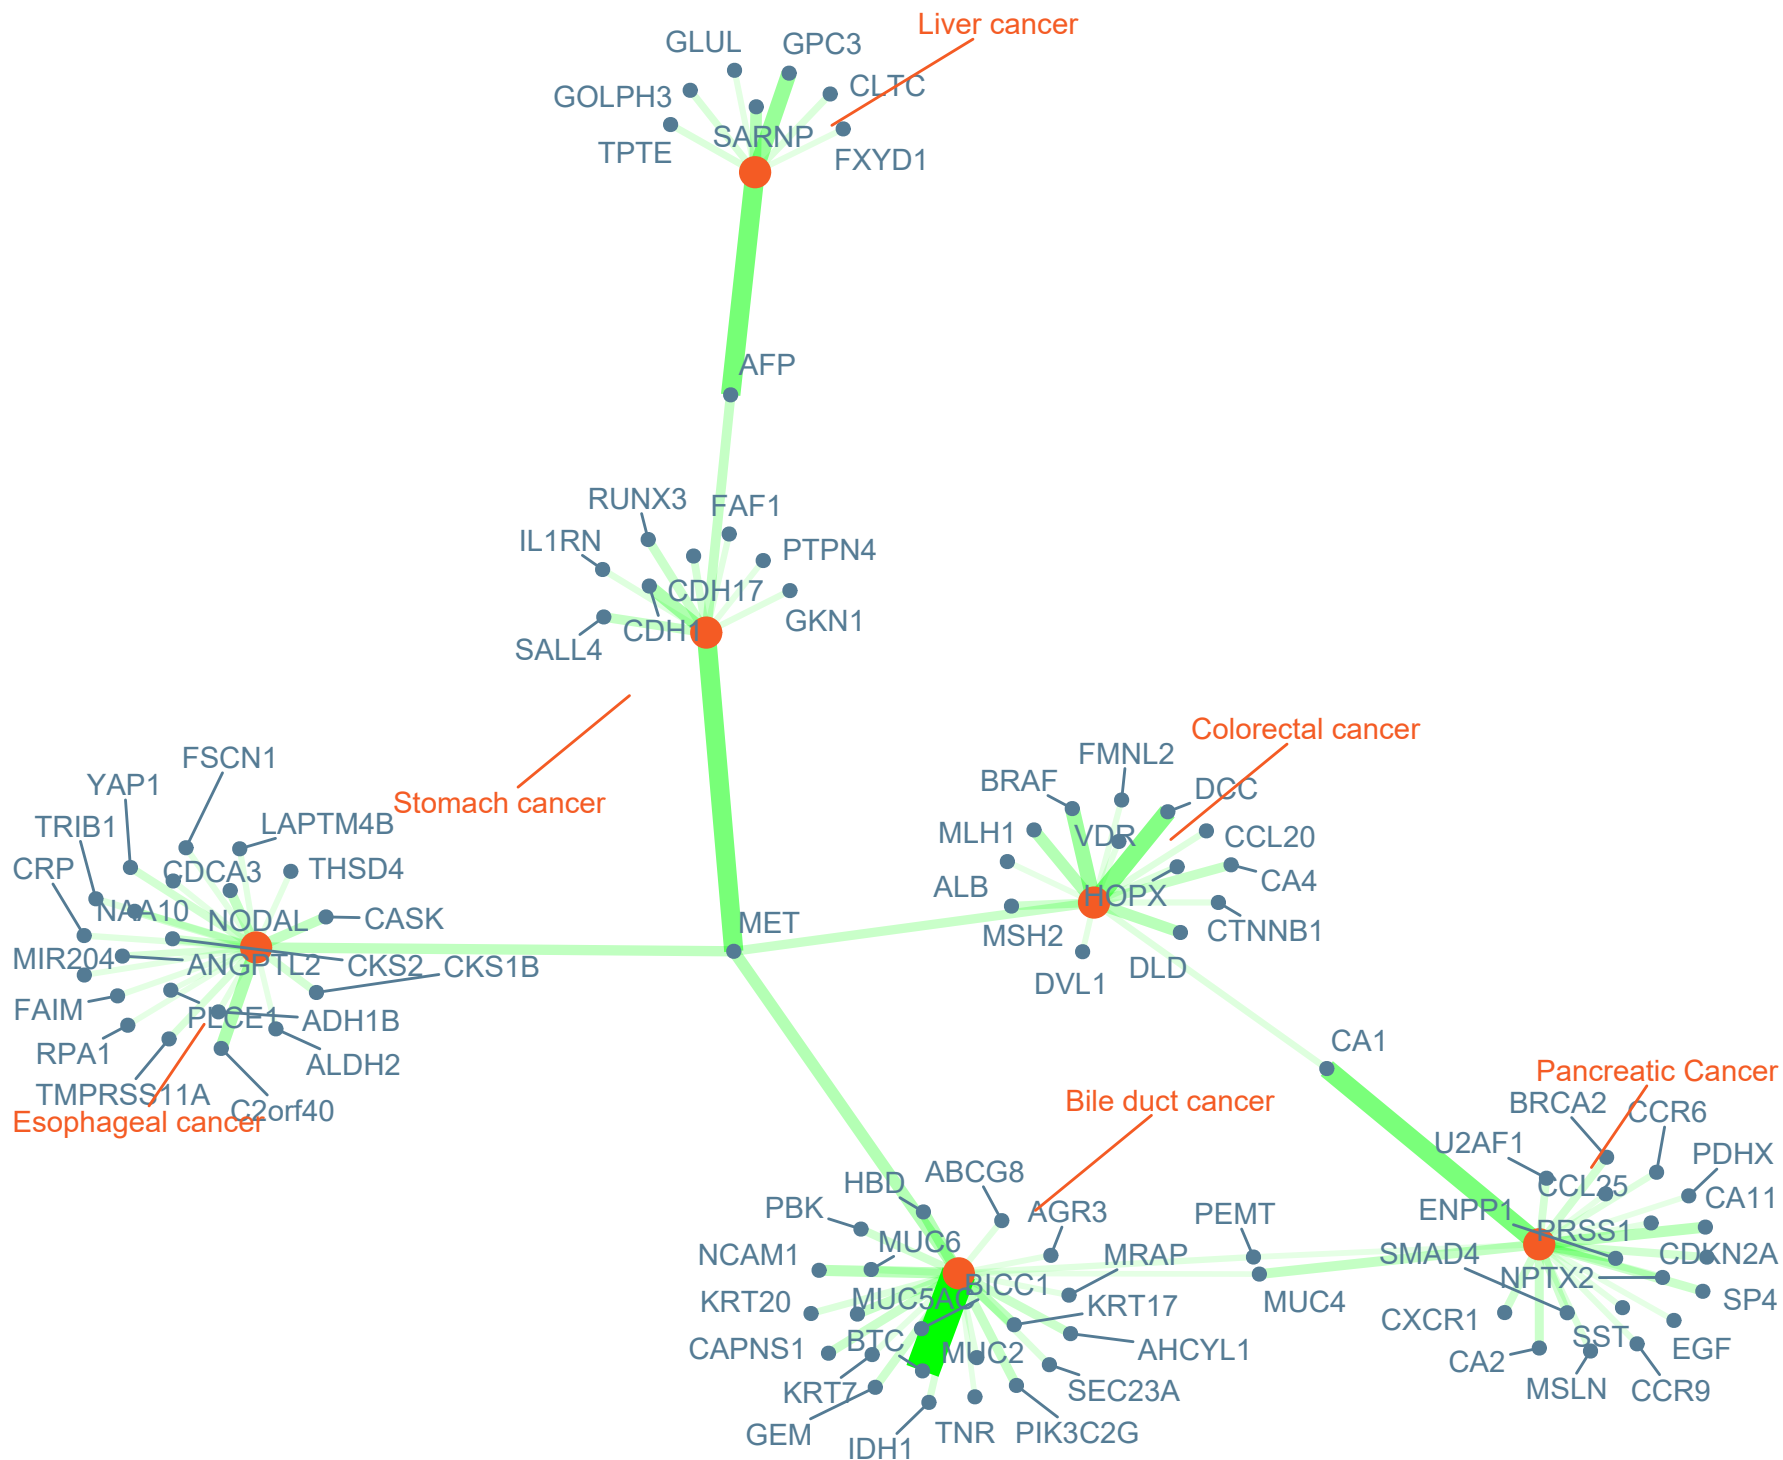 Liver cancer
GLUL
GPC3
CLTC
GOLPH3
SARNP
TPTE
FXYD1
AFP
RUNX3
FAF1
IL1RN
PTPN4
CDH17
GKN1
CDH1
SALL4
Stomach cancer
Colorectal cancer
FMNL2
BRAF
DCC
MLH1
VDR
CCL20
CA4
ALB
HOPX
MSH2
CTNNB1
DLD
DVL1
FSCN1
YAP1
TRIB1
LAPTM4B
CRP
CDCA3
THSD4
NAA10
NODAL
CASK
MET
MIR204
ANGPTL2
CKS2
CKS1B
FAIM
PLCE1
ADH1B
RPA1
ALDH2
TMPRSS11A
C2orf40
Esophageal cancer
CA1
Pancreatic Cancer
Bile duct cancer
BRCA2
CCR6
U2AF1
PDHX
CCL25
CA11
ENPP1
PRSS1
SMAD4
CDKN2A
NPTX2
SP4
CXCR1
SST
EGF
CA2
MSLN
CCR9
ABCG8
HBD
PBK
AGR3
PEMT
NCAM1
MUC6
MRAP
BICC1
MUC4
KRT20
MUC5AC
KRT17
CAPNS1
BTC
MUC2
AHCYL1
KRT7
SEC23A
GEM
IDH1
TNR
PIK3C2G